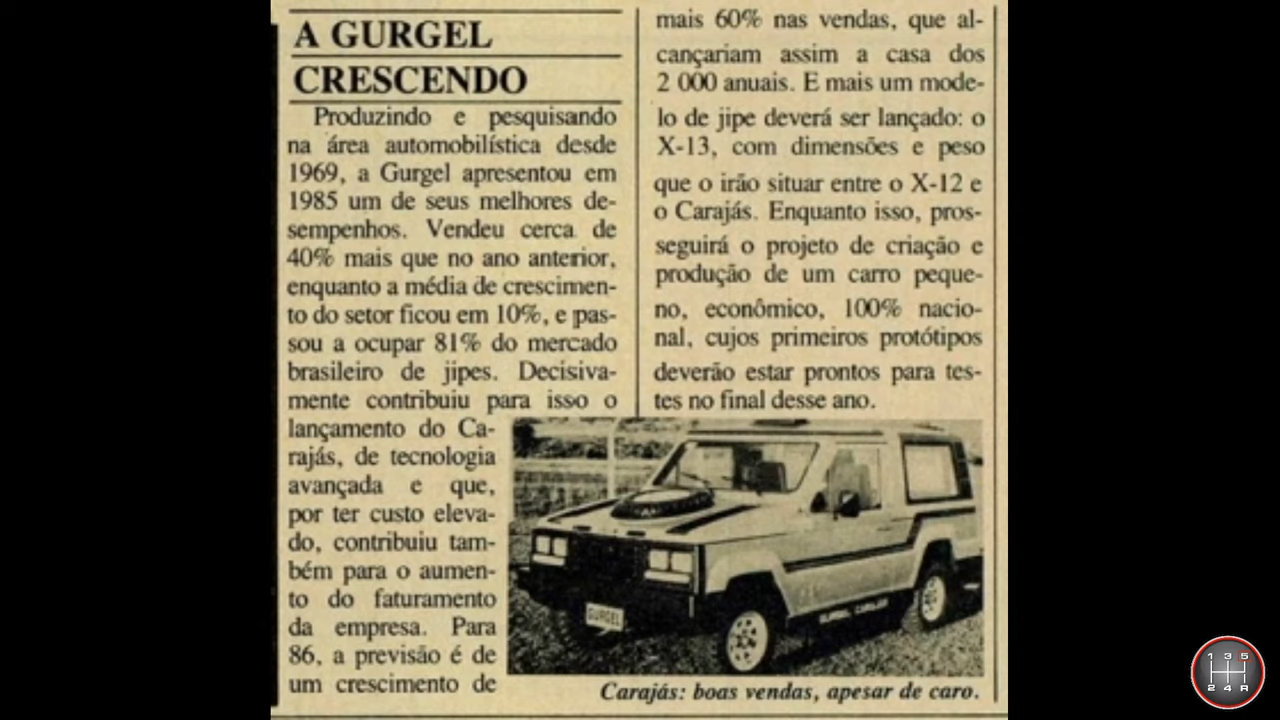 A GURGEL
CRESCENDO
Produzindo e pesquisando
na área automobilística desde
1969, a Gurgel apresentou em
1985 um de seus melhores de-
sempenhos. Vendeu cerca de
40% mais que no ano anterior,
enquanto a média de crescimen-
to do setor ficou em 10%, e pas-
sou a ocupar 81% do mercado
brasileiro de jipes. Decisiva-
mente contribuiu para isso o
lançamento do Ca-
rajás, de tecnologia
avançada e que,
por ter custo eleva-
do, contribuiu tam-
bém para o aumen-
to do faturamento
da empresa. Para
86, a previsão é de
um crescimento de
mais 60% nas vendas, que al-
cançariam assim a casa dos
2 000 anuais. E mais um mode-
lo de jipe deverá ser lançado: o
X-13, com dimensões e peso
que o irão situar entre o X-12 e
o Carajás. Enquanto isso, pros-
seguirá o projeto de criação e
produção de um carro peque-
no, econômico, 100% nacio-
nal, cujos primeiros protótipos
deverão estar prontos para tes-
tes no final desse ano.
GURGEL
GURGEL CARAJÁS
Carajás: boas vendas, apesar de caro.
1 3 5
2 4 R